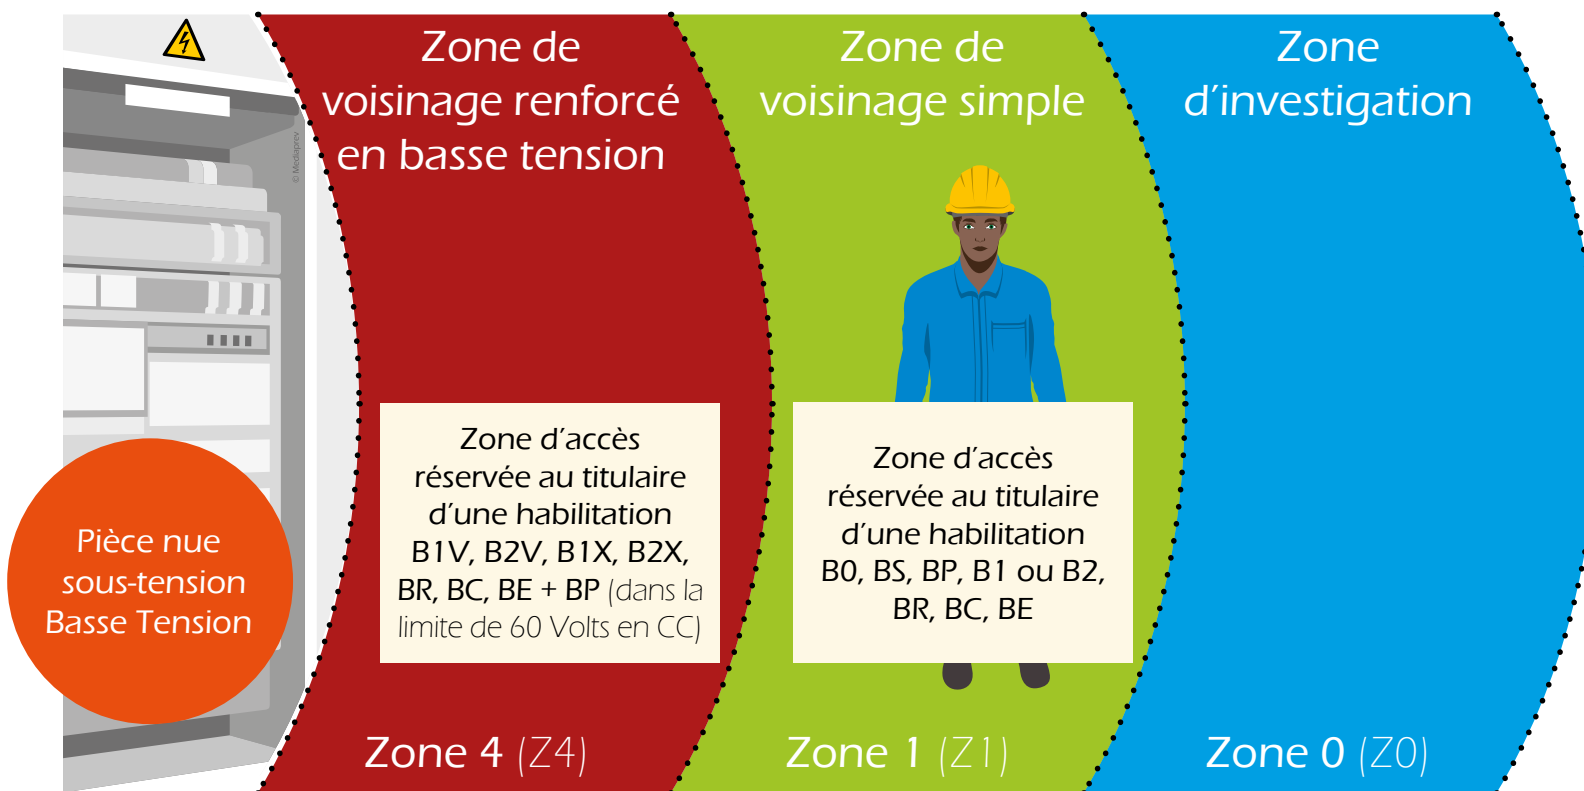 Zone de
voisinage renforcé
en basse tension
Zone de
voisinage simple
Zone
d'investigation
© Mediaprev
Zone d'accès
réservée au titulaire
d'une habilitation
B1V, B2V, B1X, B2X,
BR, BC, BE + BP (dans la
limite de 60 Volts en CC)
Zone d'accès
réservée au titulaire
d'une habilitation
B0, BS, BP, B1 ou B2,
BR, BC, BE
Pièce nue
sous-tension
Basse Tension
Zone 4 (Z4)
Zone 1 (Z1)
Zone 0 (Z0)